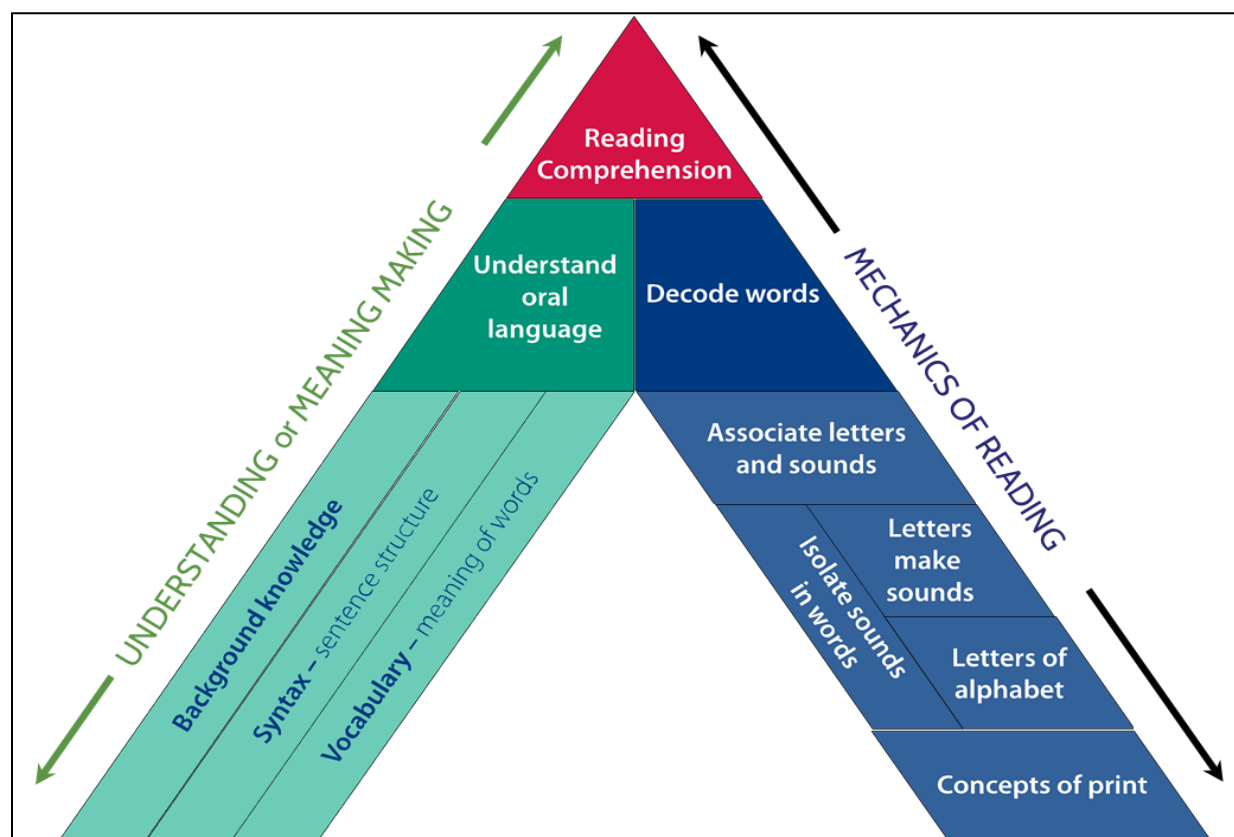 Reading
Comprehension
Understand
oral
language
Decode words
UNDERSTANDING or MEANING MAKING
MECHANICS OF READING
Background knowledge
Syntax – sentence structure
Vocabulary – meaning of words
Associate letters
and sounds
Isolate sounds
in words
Letters
make
sounds
Letters of
alphabet
Concepts of print